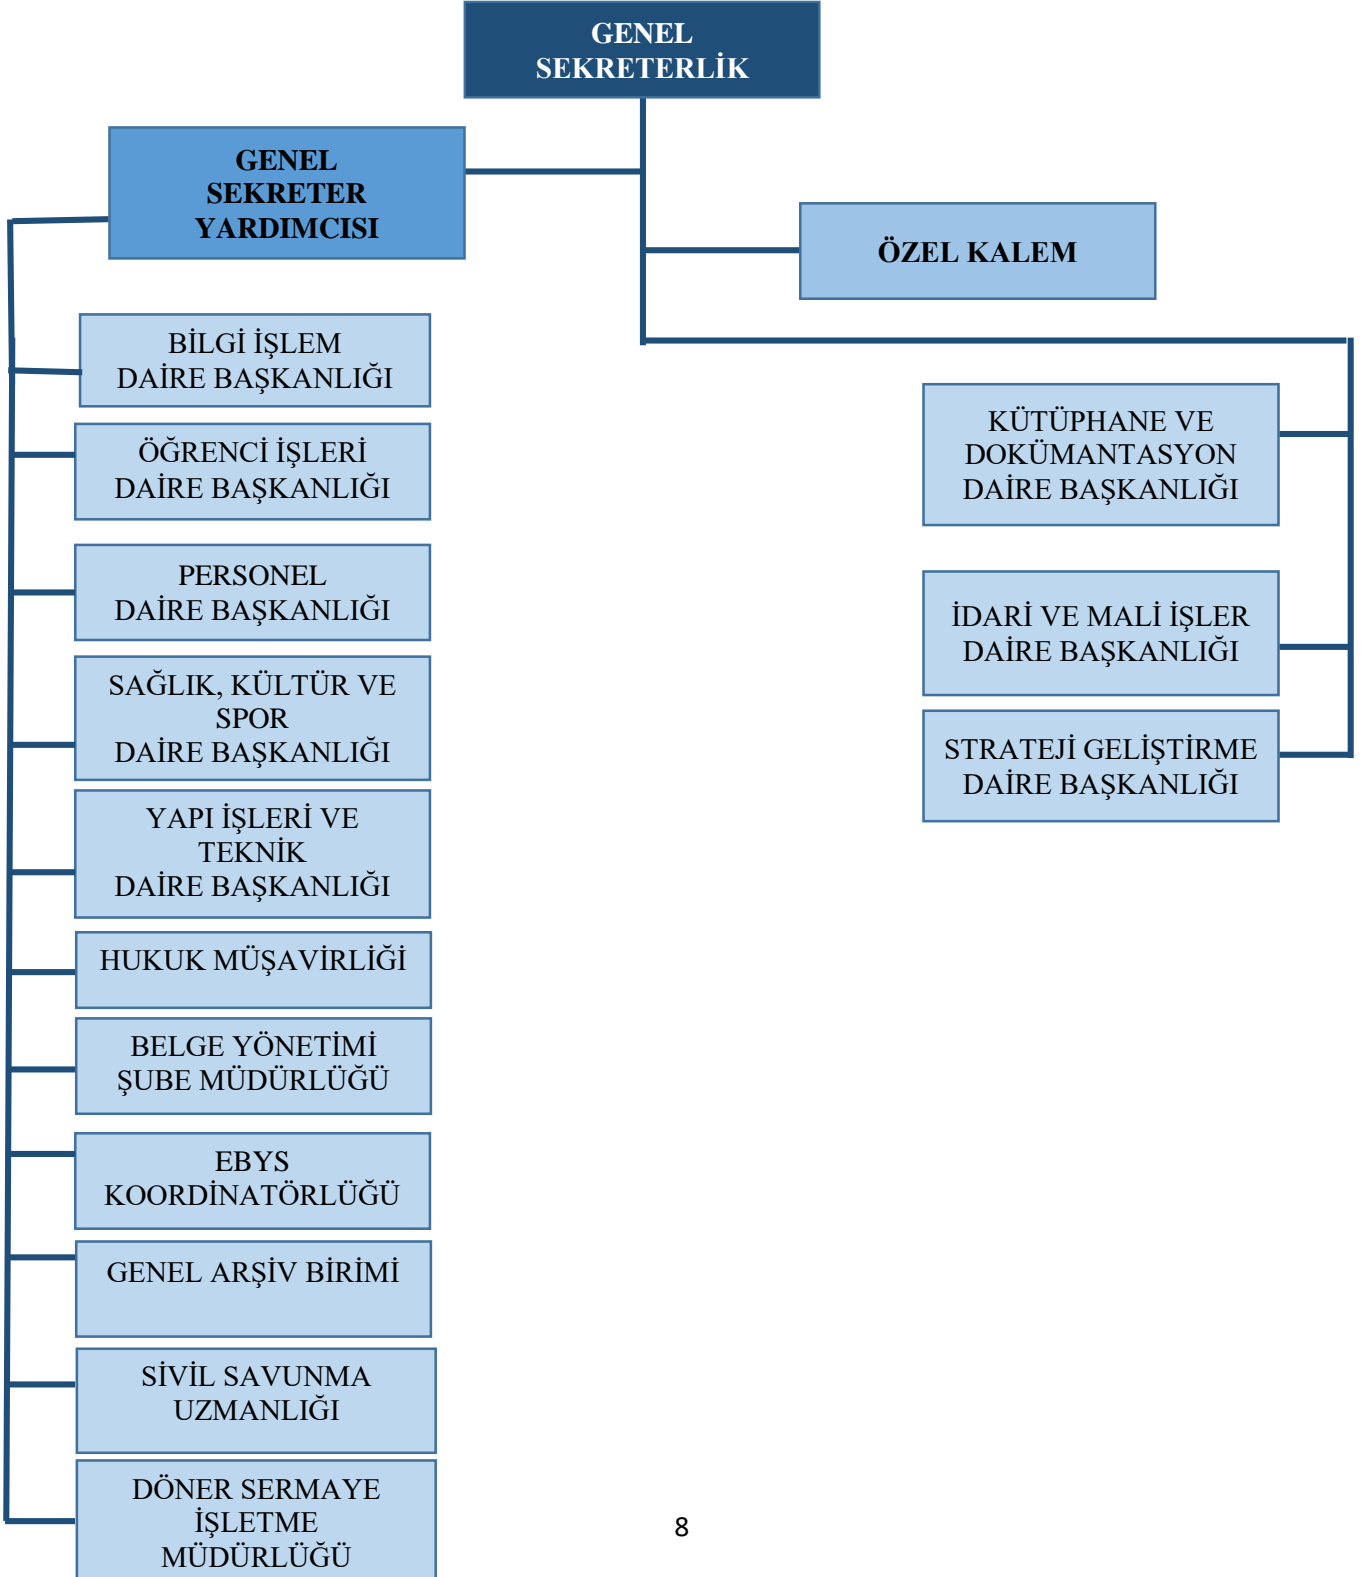 GENEL
SEKRETERLİK
GENEL
SEKRETER
YARDIMCISI
ÖZEL KALEM
BİLGİ İŞLEM
DAİRE BAŞKANLIĞI
ÖĞRENCİ İŞLERİ
DAİRE BAŞKANLIĞI
PERSONEL
DAİRE BAŞKANLIĞI
SAĞLIK, KÜLTÜR VE
SPOR
DAİRE BAŞKANLIĞI
YAPI İŞLERİ VE
TEKNİK
DAİRE BAŞKANLIĞI
HUKUK MÜŞAVİRLİĞİ
BELGE YÖNETİMİ
ŞUBE MÜDÜRLÜĞÜ
EBYS
KOORDİNATÖRLÜĞÜ
GENEL ARŞİV BİRİMİ
SİVİL SAVUNMA
UZMANLIĞI
DÖNER SERMAYE
İŞLETME
MÜDÜRLÜĞÜ
KÜTÜPHANE VE
DOKÜMANTASYON
DAİRE BAŞKANLIĞI
İDARİ VE MALİ İŞLER
DAİRE BAŞKANLIĞI
STRATEJİ GELİŞTİRME
DAİRE BAŞKANLIĞI
8